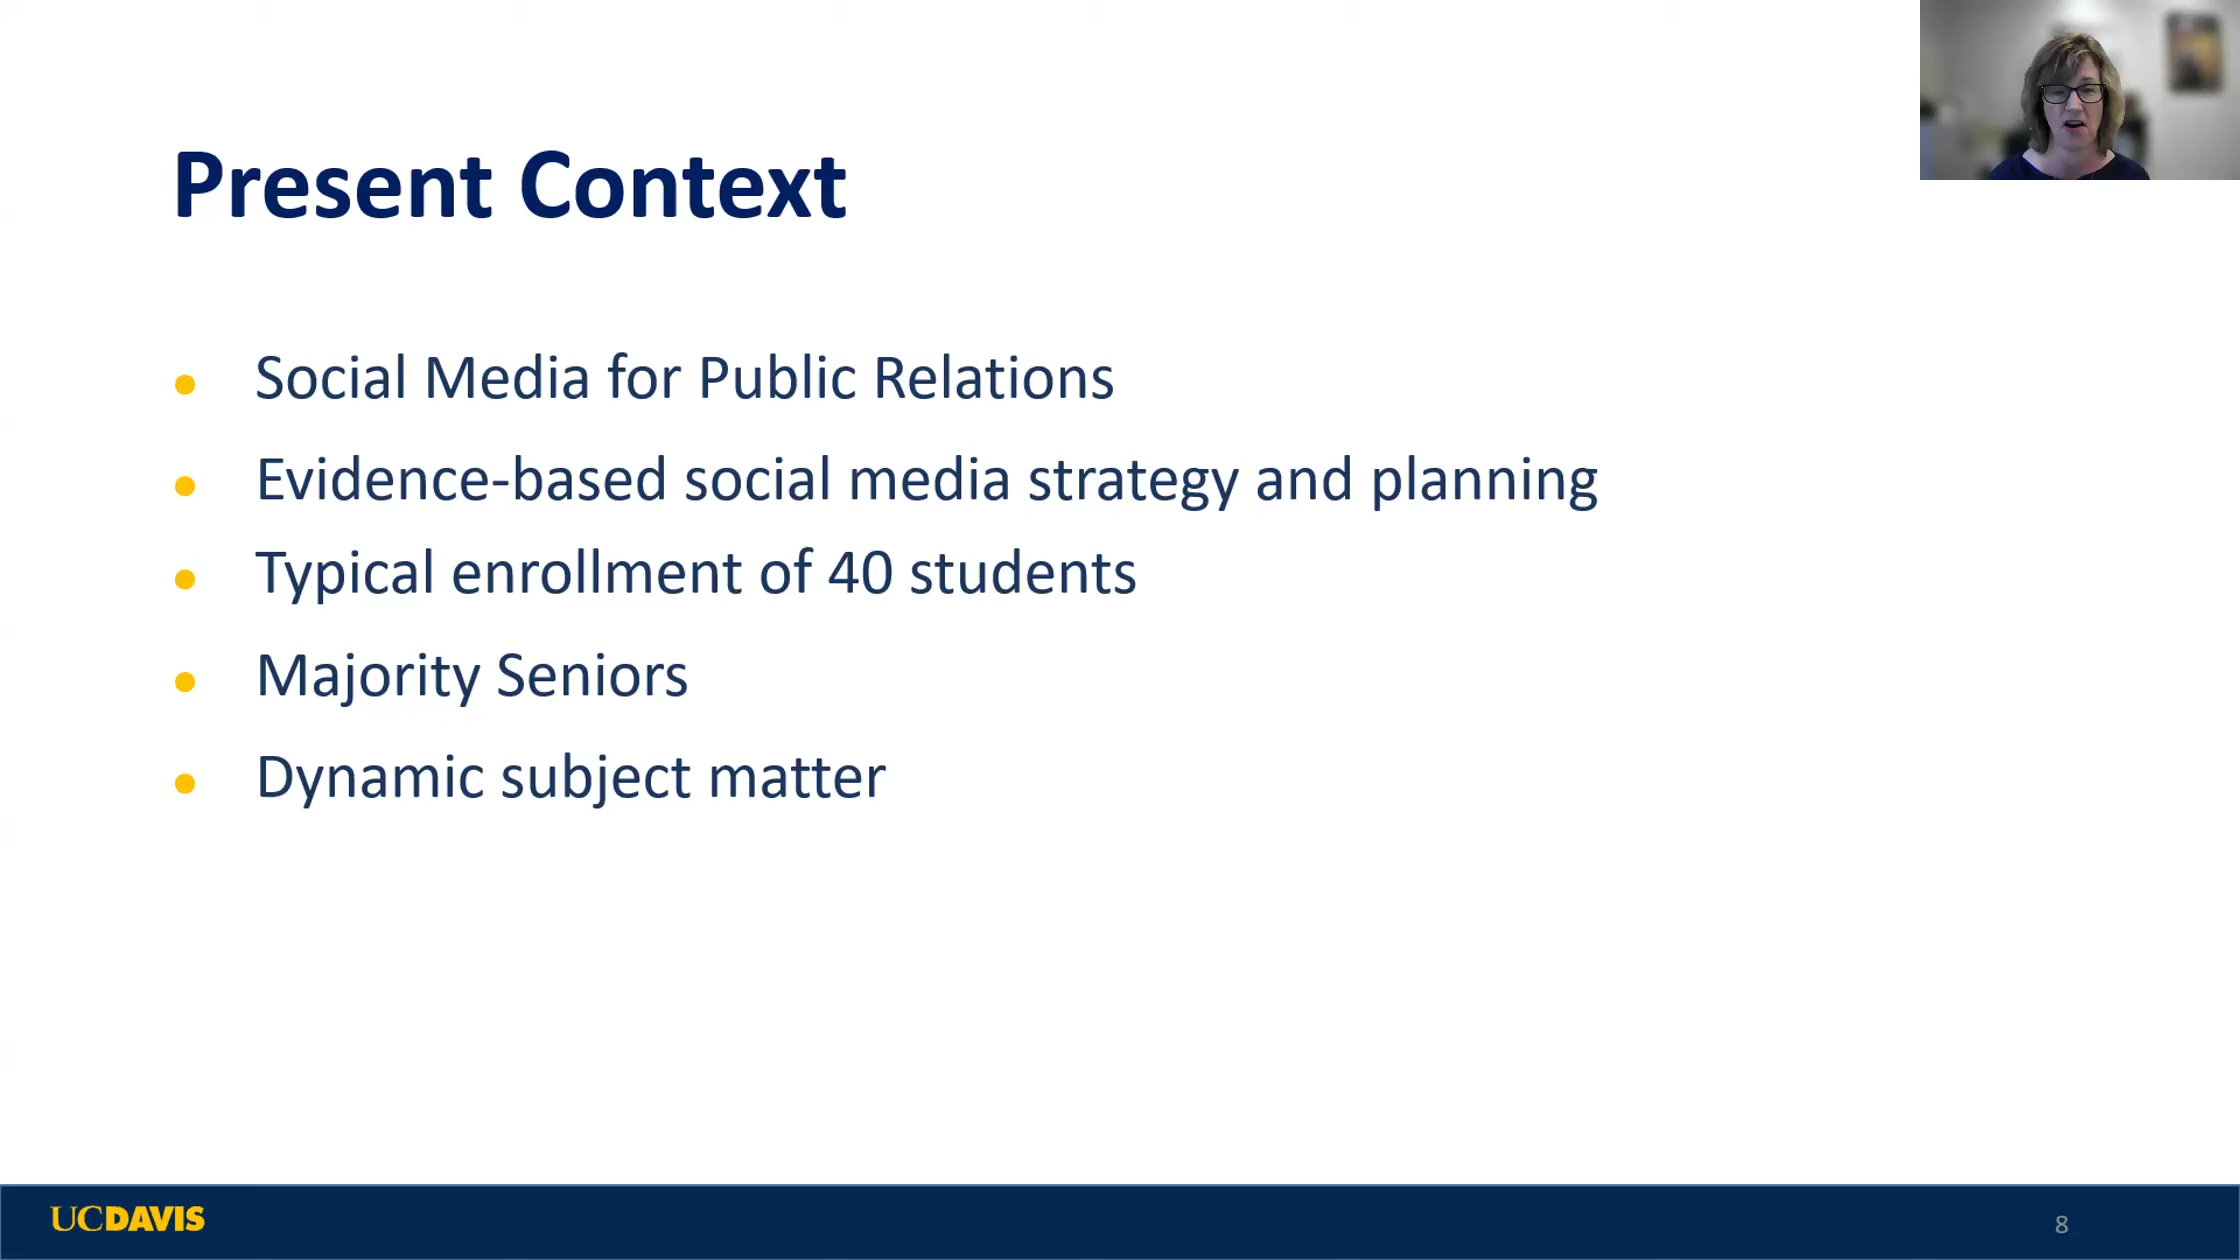 Present Context
Social Media for Public Relations
Evidence-based social media strategy and planning
Typical enrollment of 40 students
Majority Seniors
Dynamic subject matter
UCDAVIS
8